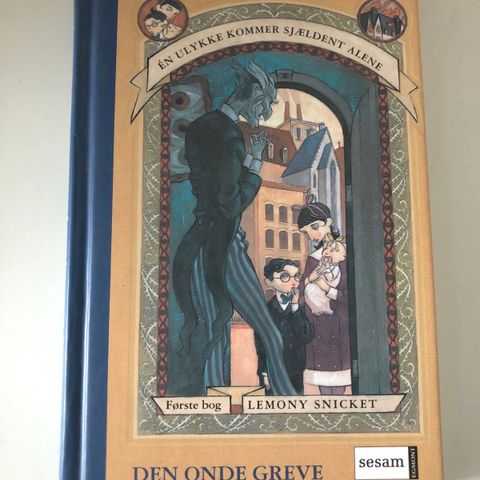 ÉN ULYKKE KOMMER SJÆLDENT ALENE
Første bog LEMONY SNICKET
DEN ONDE GREVE
sesam
EGMONT